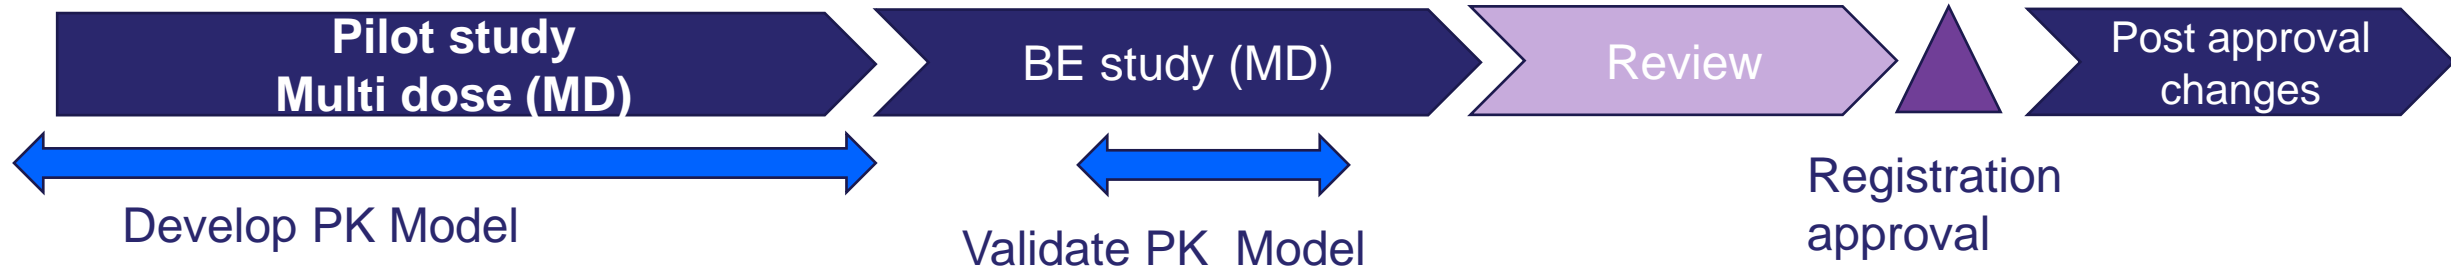 Pilot study
Multi dose (MD)
BE study (MD)
Review
Post approval
changes
Develop PK Model
Validate PK  Model
Registration
approval